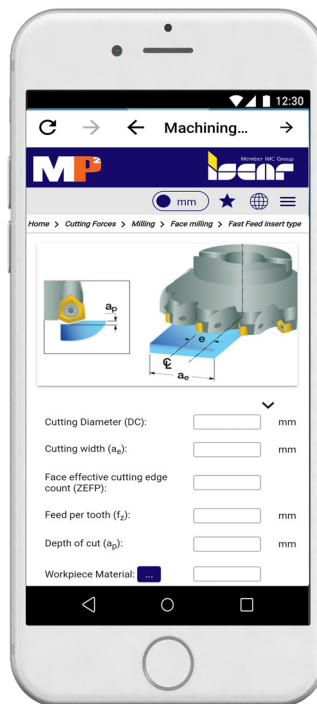 12:30
Machining...
MP²
Member IMC Group
iscar
mm
Home > Cutting Forces > Milling > Face milling > Fast Feed insert type
ap
e
℄
ae
Cutting Diameter (DC): mm
Cutting width (ae): mm
Face effective cutting edge
count (ZEFP):
Feed per tooth (fz): mm
Depth of cut (ap): mm
Workpiece Material: ...